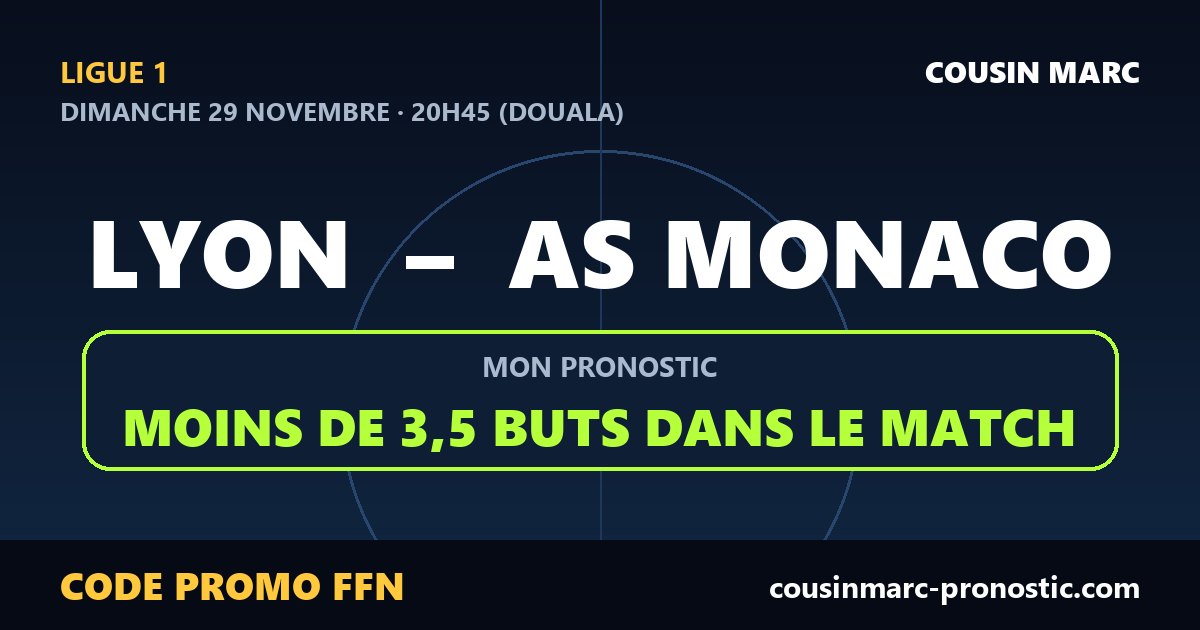 LIGUE 1
COUSIN MARC
DIMANCHE 29 NOVEMBRE · 20H45 (DOUALA)
LYON – AS MONACO
MON PRONOSTIC
MOINS DE 3,5 BUTS DANS LE MATCH
CODE PROMO FFN
cousinmarc-pronostic.com